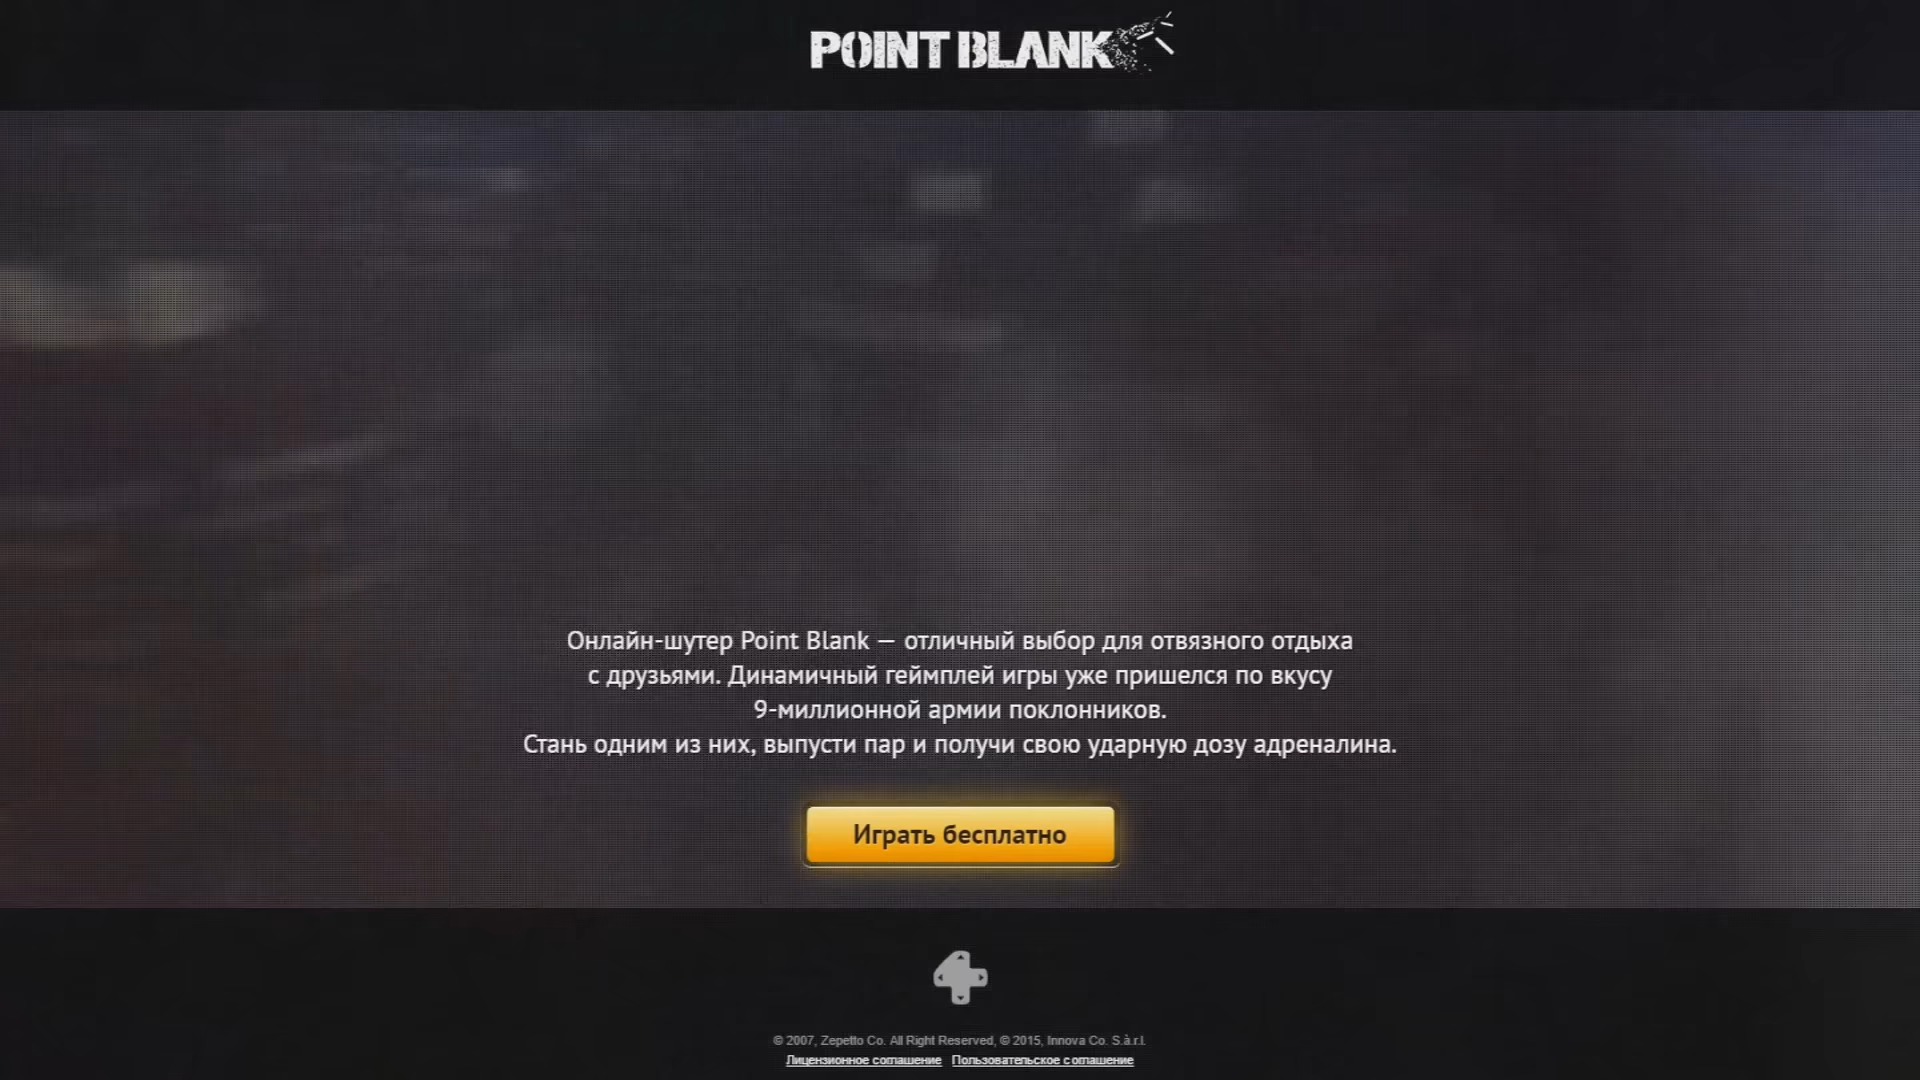 POINT BLANK
Онлайн-шутер Point Blank — отличный выбор для отвязного отдыха
с друзьями. Динамичный геймплей игры уже пришелся по вкусу
9-миллионной армии поклонников.
Стань одним из них, выпусти пар и получи свою ударную дозу адреналина.
Играть бесплатно
© 2007, Zepetto Co. All Right Reserved, © 2015, Innova Co. S.à r.l.
Лицензионное соглашение Пользовательское соглашение